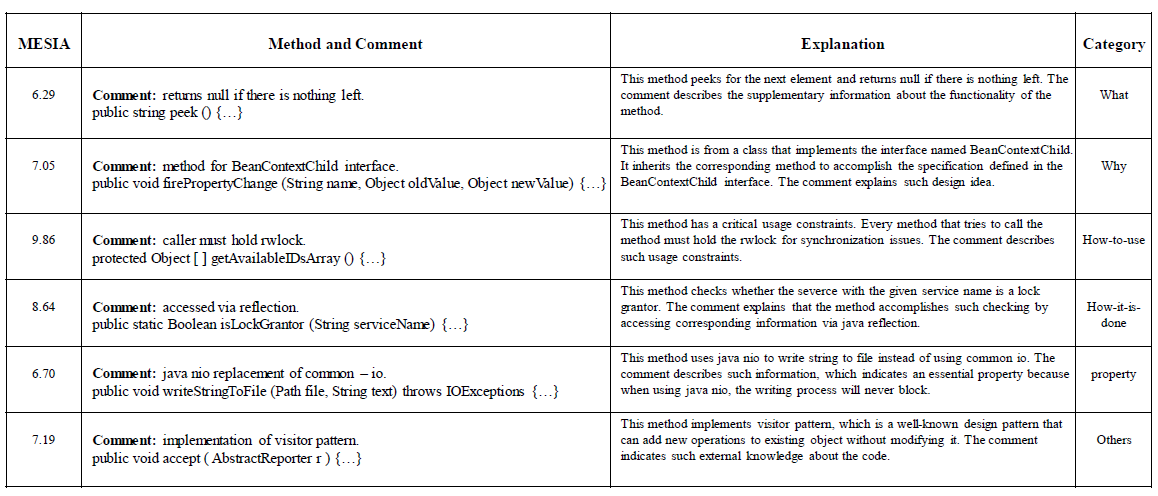 MESIA Method and Comment Explanation Category
This method peeks for the next element and returns null if there is nothing left. The
6.29 Comment: returns null if there is nothing left. comment describes the supplementary information about the functionality of the What
public string peek () {…} method.
This method is from a class that implements the interface named BeanContextChild.
7.05 Comment: method for BeanContextChild interface. It inherits the corresponding method to accomplish the specification defined in the Why
public void firePropertyChange (String name, Object oldValue, Object newValue) {…} BeanContextChild interface. The comment explains such design idea.
This method has a critical usage constraints. Every method that tries to call the
9.86 Comment: caller must hold rwlock. method must hold the rwlock for synchronization issues. The comment describes How-to-use
protected Object [ ] getAvailableIDsArray () {…} such usage constraints.
This method checks whether the severce with the given service name is a lock
8.64 Comment: accessed via reflection. grantor. The comment explains that the method accomplishes such checking by How-it-is-
public static Boolean isLockGrantor (String serviceName) {…} accessing corresponding information via java reflection. done
This method uses java nio to write string to file instead of using common io. The
6.70 Comment: java nio replacement of common – io. comment describes such information, which indicates an essential property because property
public void writeStringToFile (Path file, String text) throws IOExceptions {…} when using java nio, the writing process will never block.
This method implements visitor pattern, which is a well-known design pattern that
7.19 Comment: implementation of visitor pattern. can add new operations to existing object without modifying it. The comment Others
public void accept ( AbstractReporter r ) {…} indicates such external knowledge about the code.